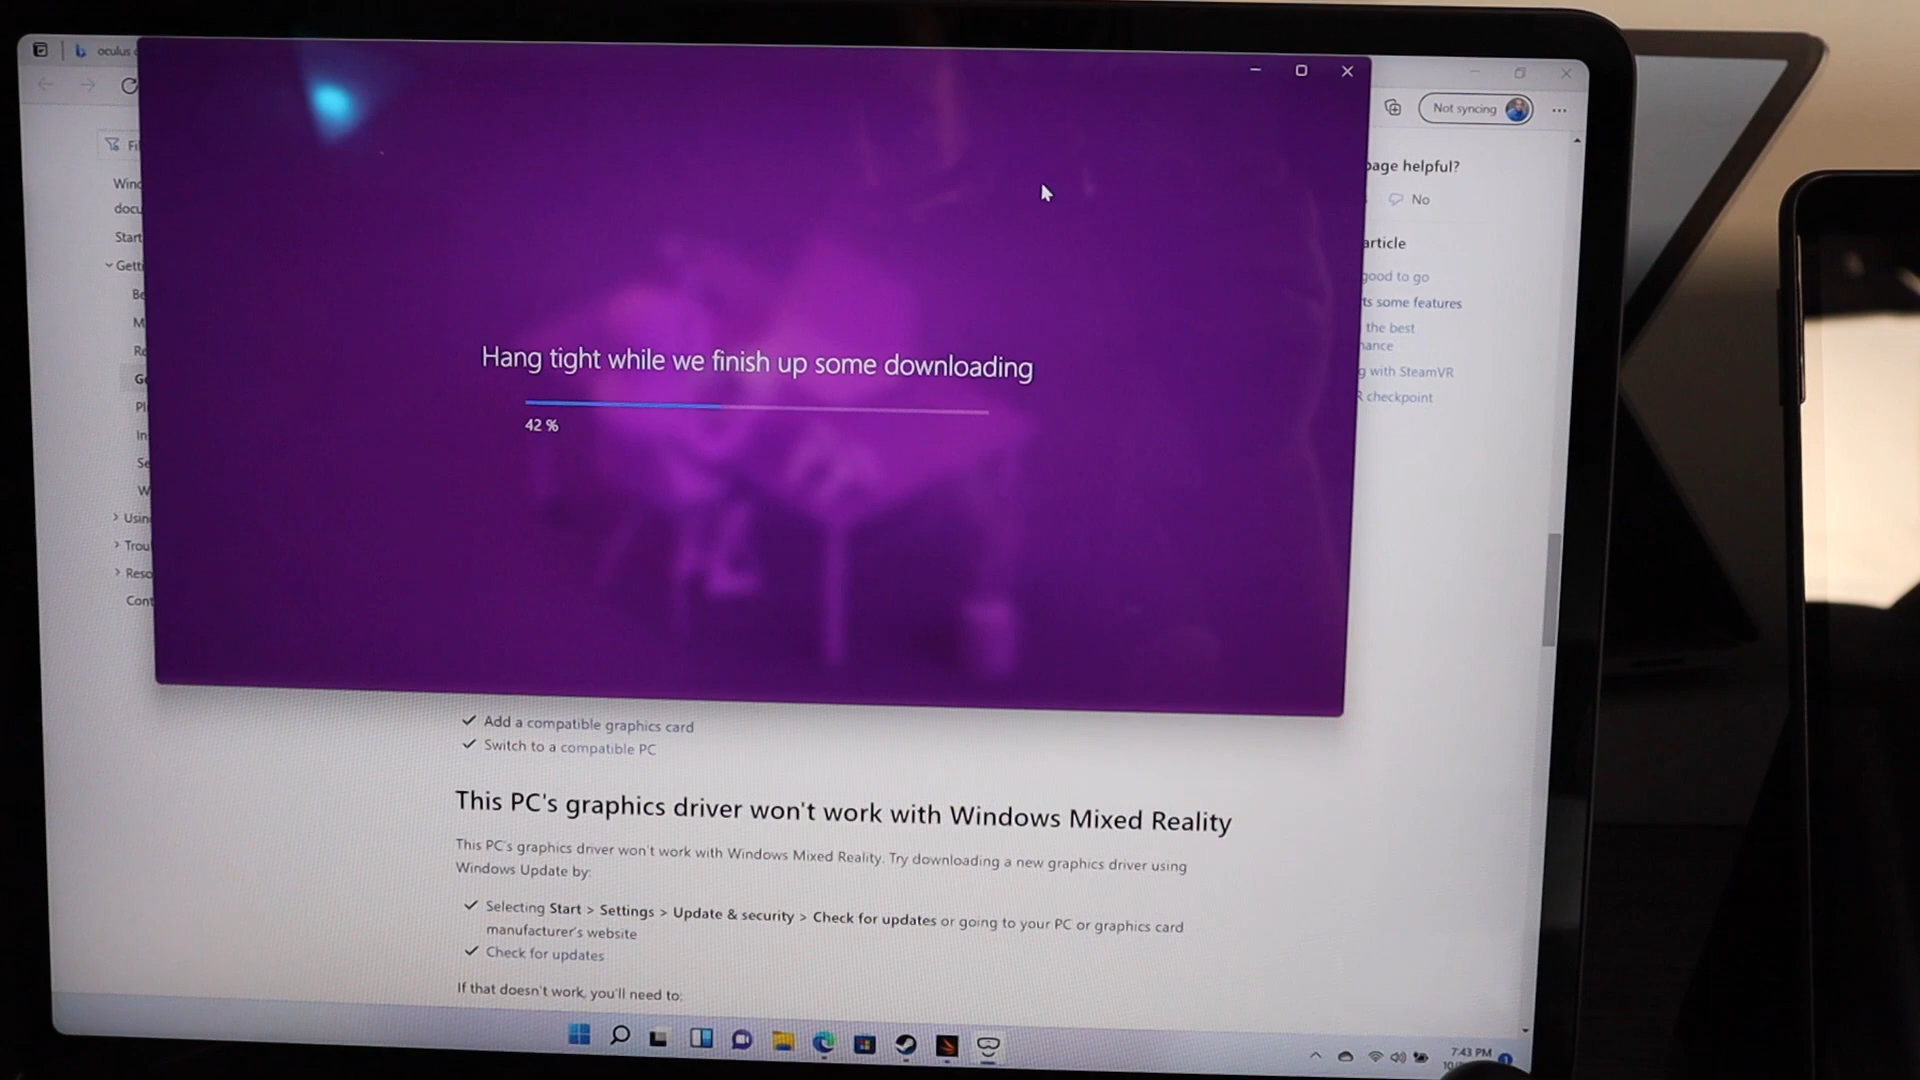 oculus
Not syncing
page helpful?
No
Start
article
good to go
some features
the best
with SteamVR
checkpoint
Hang tight while we finish up some downloading
42 %
Add a compatible graphics card
Switch to a compatible PC
This PC's graphics driver won't work with Windows Mixed Reality
This PC's graphics driver won't work with Windows Mixed Reality. Try downloading a new graphics driver using
Windows Update by:
Selecting Start > Settings > Update & security > Check for updates or going to your PC or graphics card
manufacturer's website
Check for updates
If that doesn't work, you'll need to:
7:43 PM